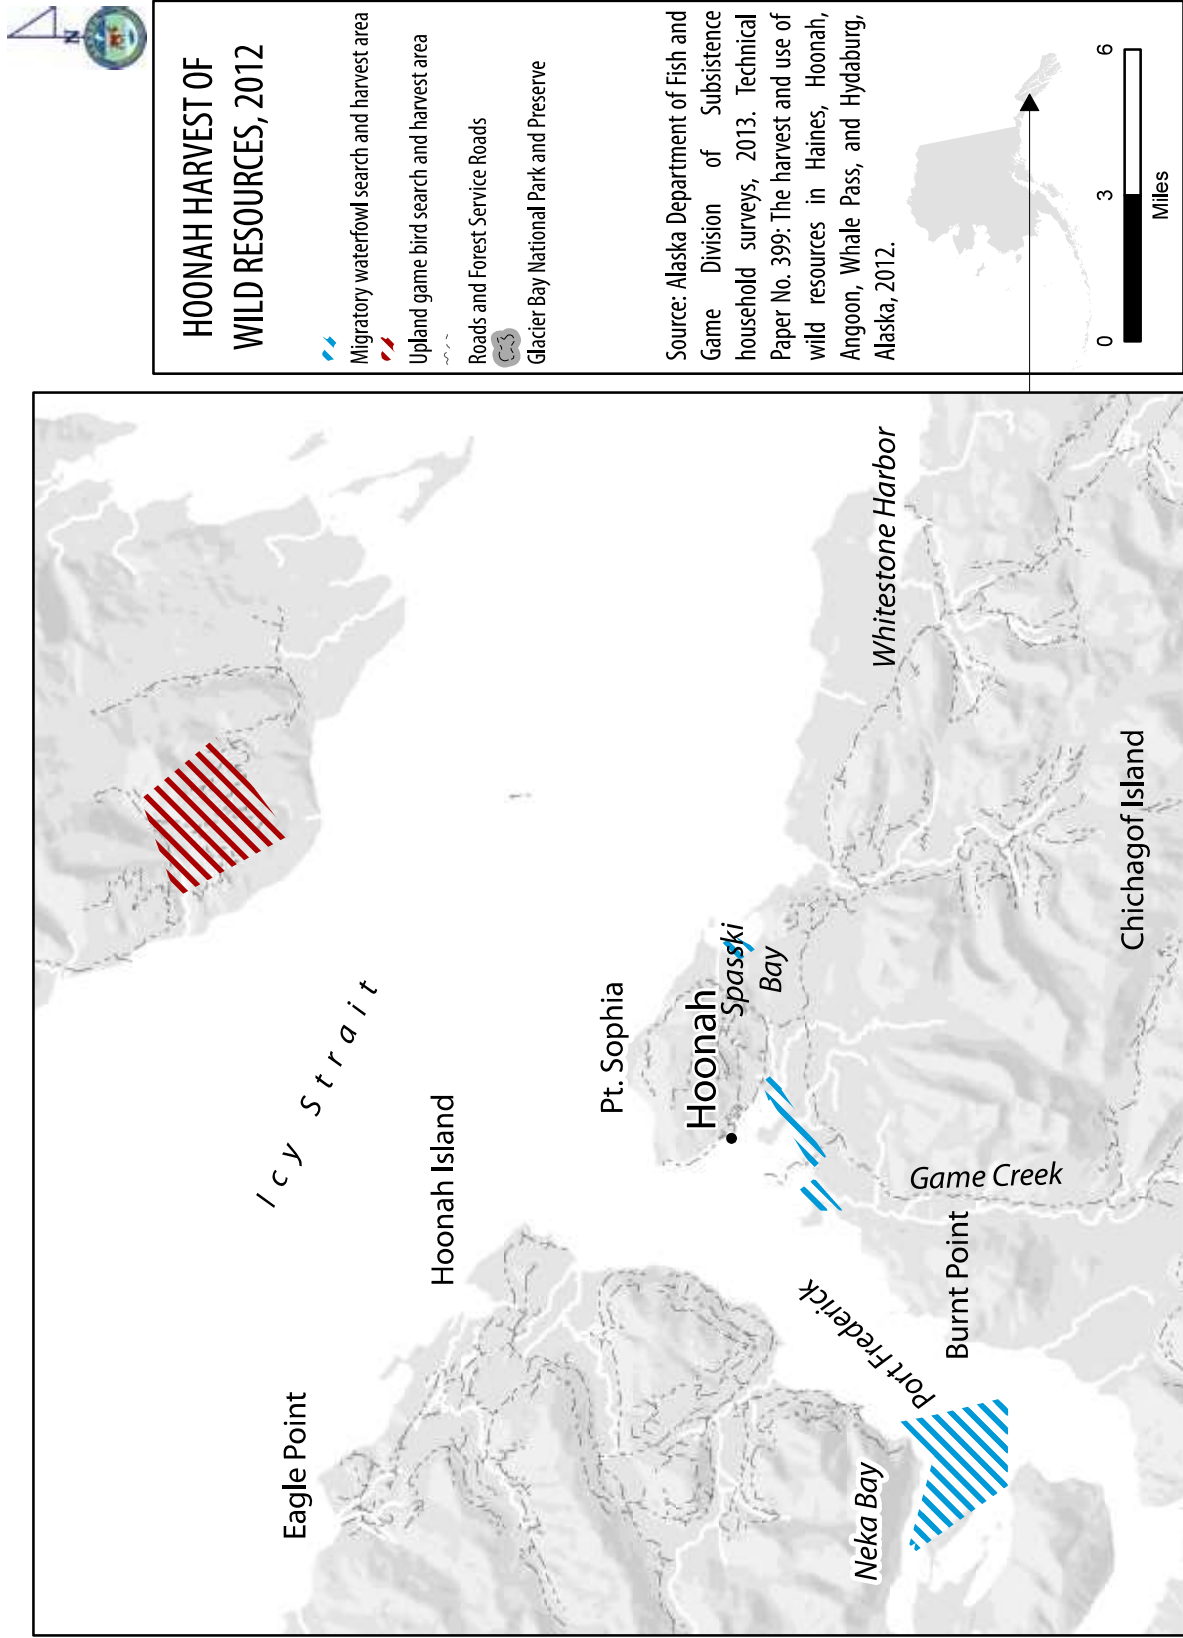 HOONAH HARVEST OF
WILD RESOURCES, 2012
Migratory waterfowl search and harvest area
Upland game bird search and harvest area
Roads and Forest Service Roads
Glacier Bay National Park and Preserve
Source: Alaska Department of Fish and
Game Division of Subsistence
household surveys, 2013. Technical
Paper No. 399: The harvest and use of
wild resources in Haines, Hoonah,
Angoon, Whale Pass, and Hydaburg,
Alaska, 2012.
0 3 6
Miles
N
Icy Strait
Eagle Point
Hoonah Island
Pt. Sophia
Hoonah
Spasski
Bay
Whitestone Harbor
Port Frederick
Neka Bay
Game Creek
Burnt Point
Chichagof Island